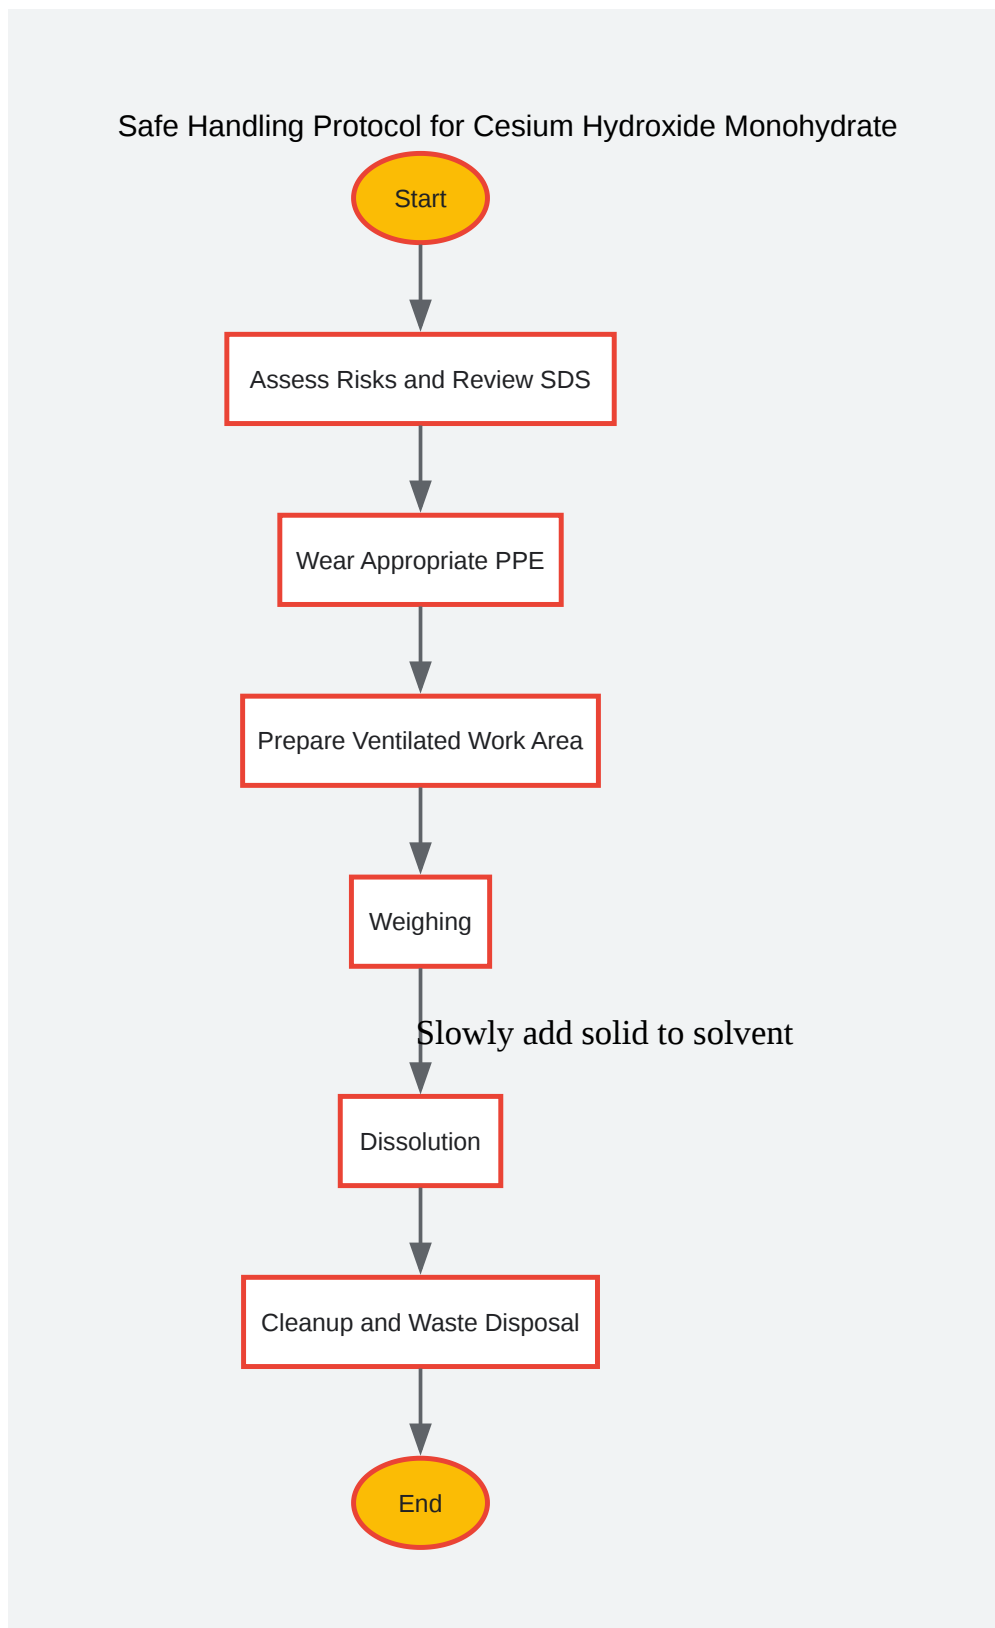 Safe Handling Protocol for Cesium Hydroxide Monohydrate
Start
Assess Risks and Review SDS
Wear Appropriate PPE
Prepare Ventilated Work Area
Weighing
Slowly add solid to solvent
Dissolution
Cleanup and Waste Disposal
End